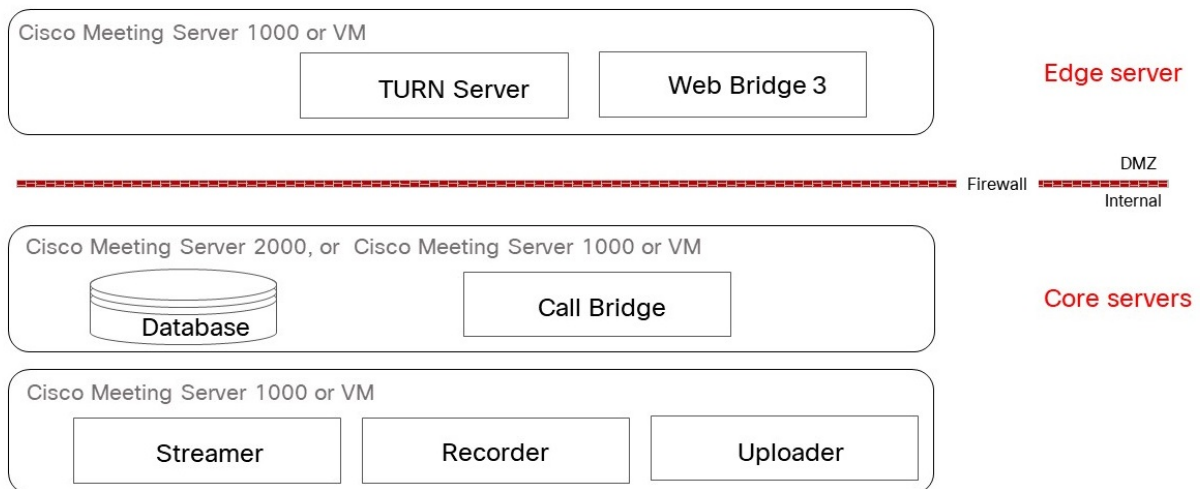 Cisco Meeting Server 1000 or VM
TURN Server
Web Bridge 3
Edge server
DMZ
Firewall
Internal
Cisco Meeting Server 2000, or Cisco Meeting Server 1000 or VM
Database
Call Bridge
Core servers
Cisco Meeting Server 1000 or VM
Streamer
Recorder
Uploader